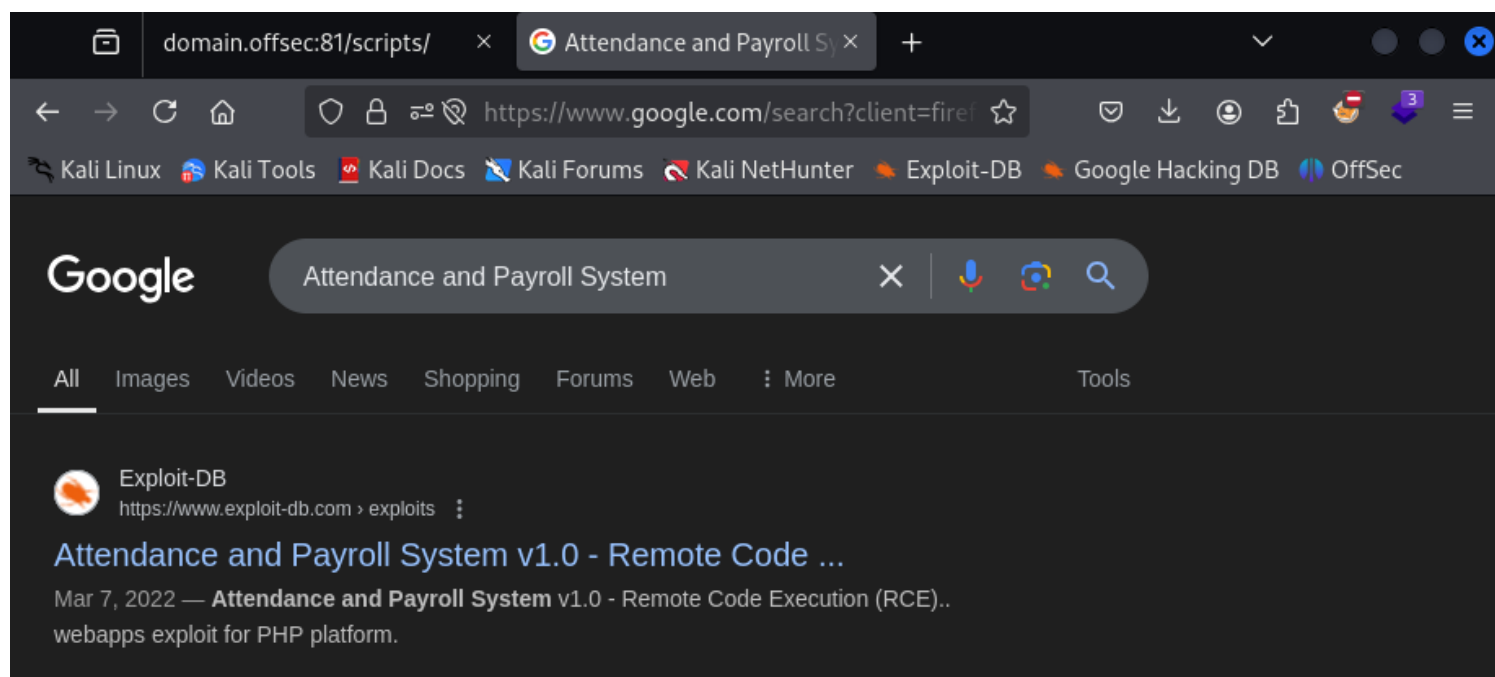 domain.offsec:81/scripts/
Attendance and Payroll Sy
https://www.google.com/search?client=firef
3
Kali Linux Kali Tools Kali Docs Kali Forums Kali NetHunter Exploit-DB Google Hacking DB OffSec
Google
Attendance and Payroll System
All Images Videos News Shopping Forums Web More Tools
Exploit-DB
https://www.exploit-db.com › exploits
Attendance and Payroll System v1.0 - Remote Code ...
Mar 7, 2022 — Attendance and Payroll System v1.0 - Remote Code Execution (RCE)..
webapps exploit for PHP platform.